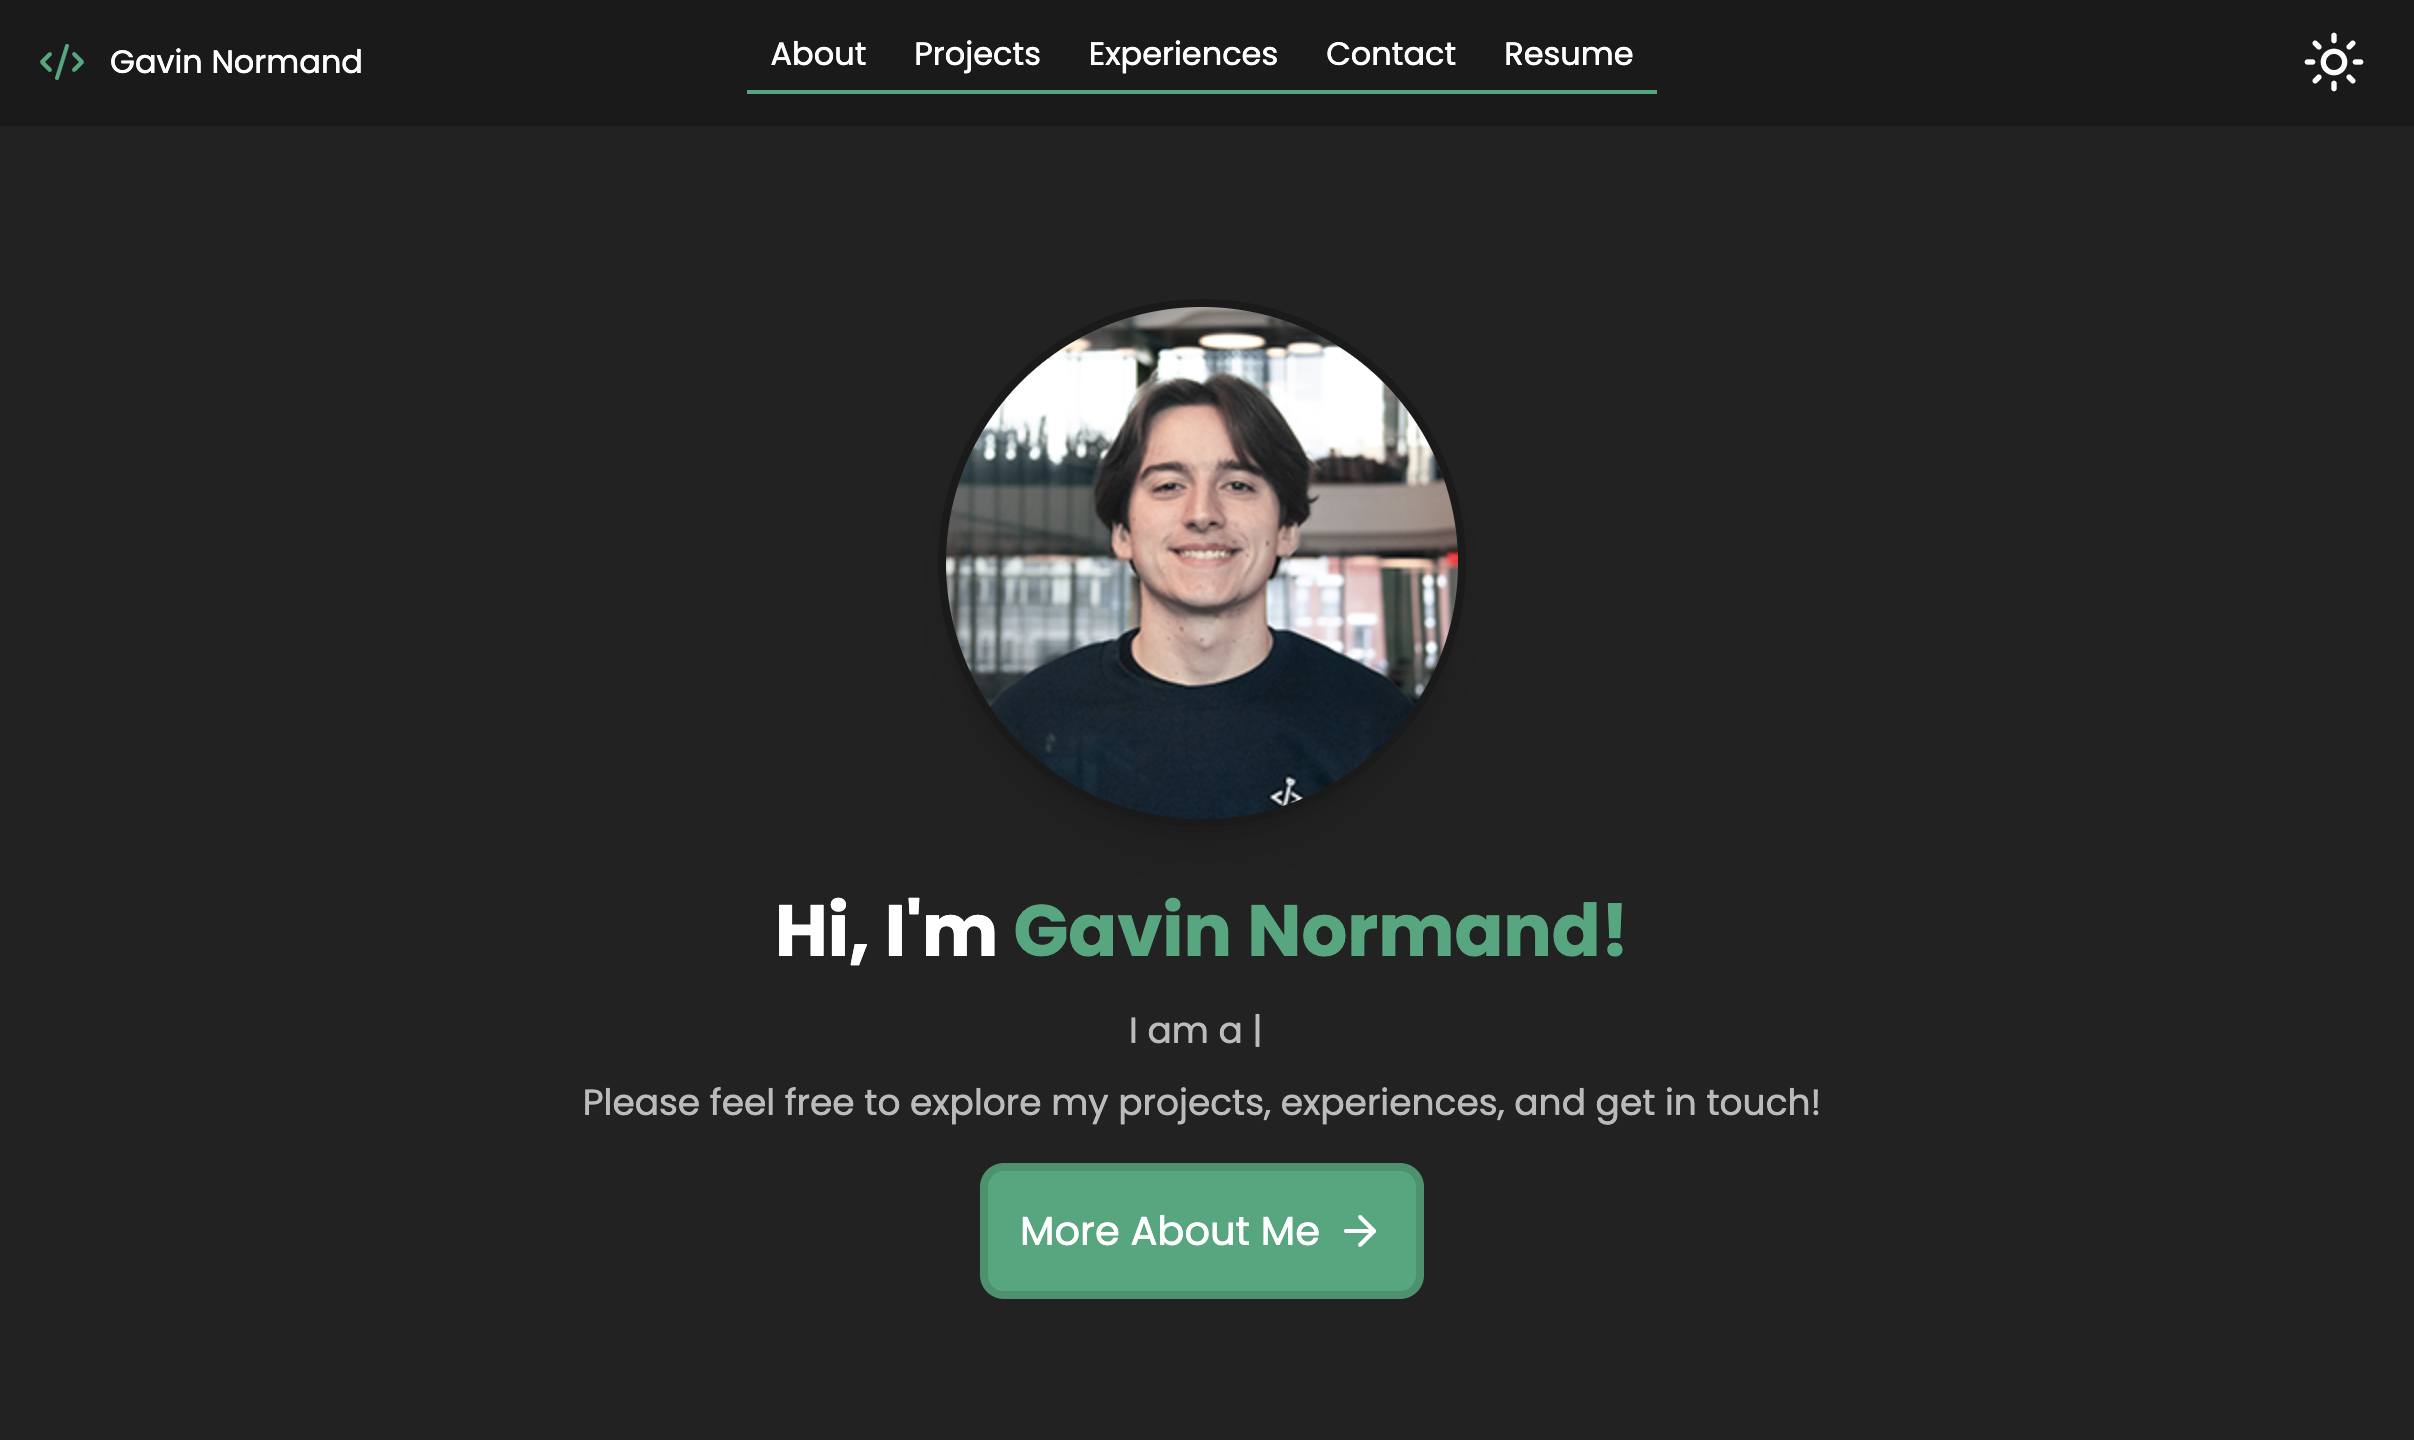 </> Gavin Normand
About Projects Experiences Contact Resume
</>
Hi, I'm Gavin Normand!
I am a |
Please feel free to explore my projects, experiences, and get in touch!
More About Me →